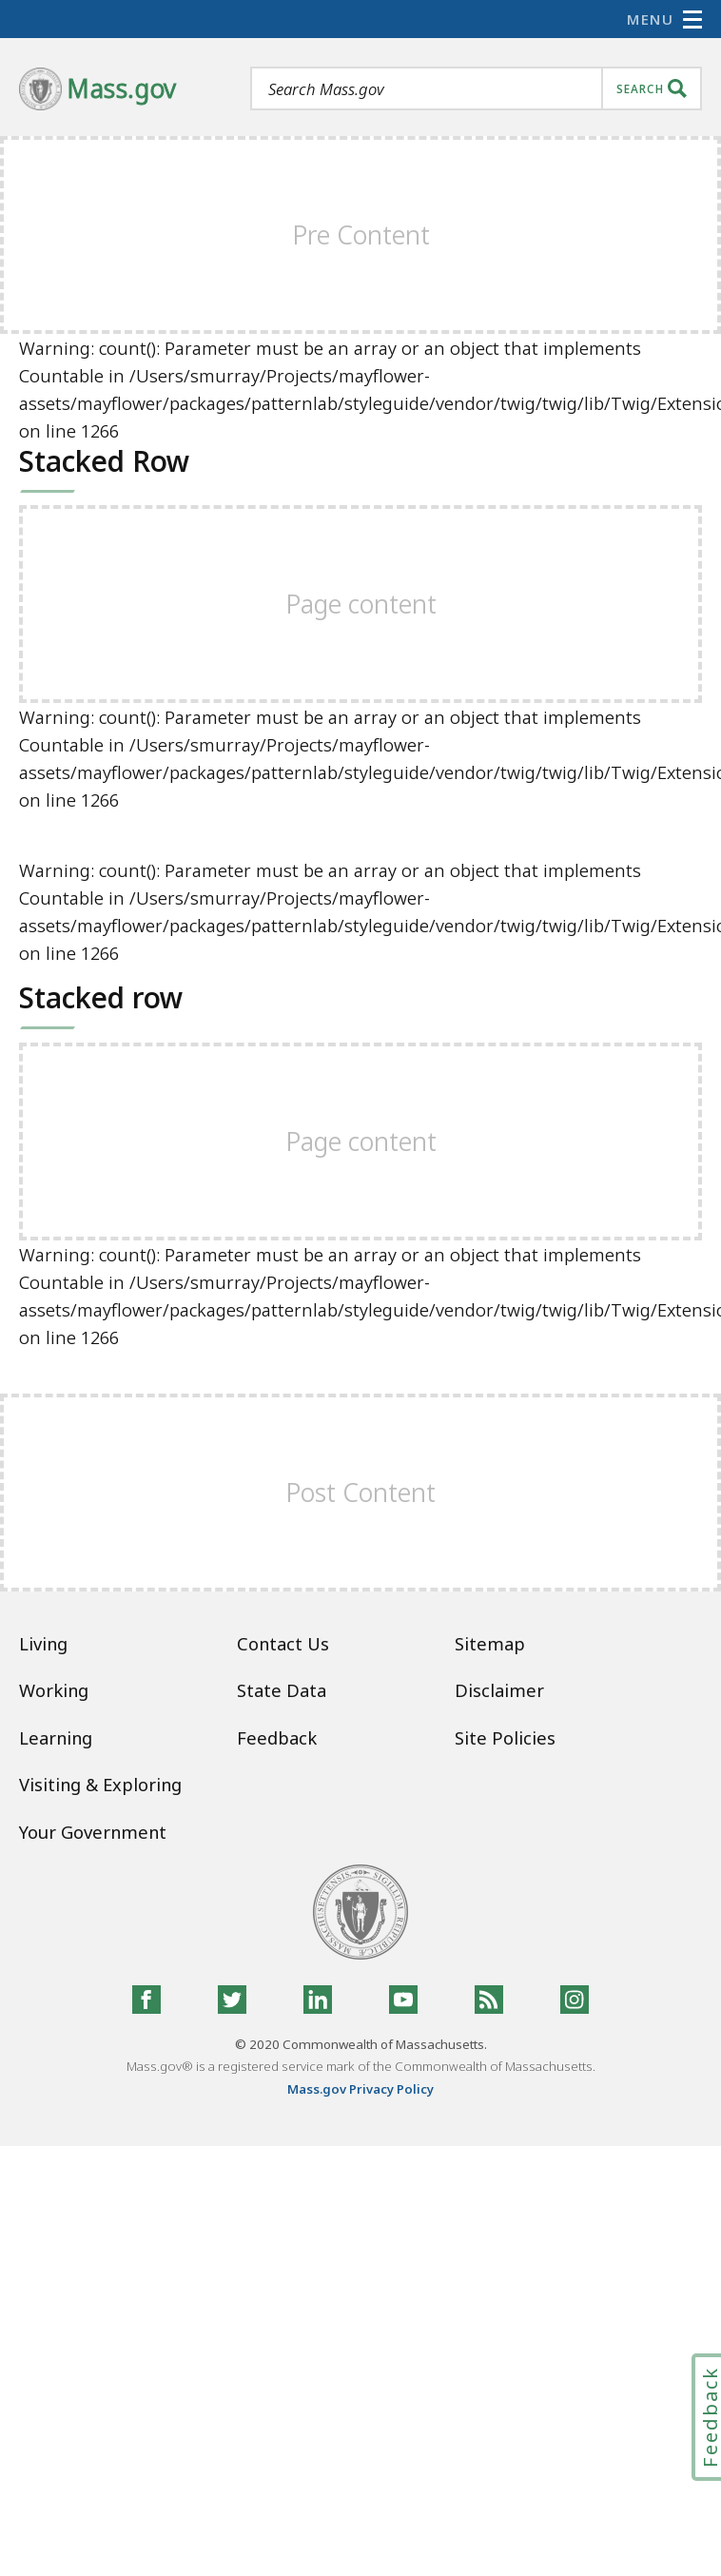 MENU
Mass.gov
Search Mass.gov
SEARCH
Pre Content
Warning: count(): Parameter must be an array or an object that implements
Countable in /Users/smurray/Projects/mayflower-
assets/mayflower/packages/patternlab/styleguide/vendor/twig/twig/lib/Twig/Extensio
on line 1266
Stacked Row
Page content
Warning: count(): Parameter must be an array or an object that implements
Countable in /Users/smurray/Projects/mayflower-
assets/mayflower/packages/patternlab/styleguide/vendor/twig/twig/lib/Twig/Extensio
on line 1266
Warning: count(): Parameter must be an array or an object that implements
Countable in /Users/smurray/Projects/mayflower-
assets/mayflower/packages/patternlab/styleguide/vendor/twig/twig/lib/Twig/Extensio
on line 1266
Stacked row
Page content
Warning: count(): Parameter must be an array or an object that implements
Countable in /Users/smurray/Projects/mayflower-
assets/mayflower/packages/patternlab/styleguide/vendor/twig/twig/lib/Twig/Extensio
on line 1266
Post Content
Living
Working
Learning
Visiting & Exploring
Your Government
Contact Us
State Data
Feedback
Sitemap
Disclaimer
Site Policies
© 2020 Commonwealth of Massachusetts.
Mass.gov® is a registered service mark of the Commonwealth of Massachusetts.
Mass.gov Privacy Policy
Feedback